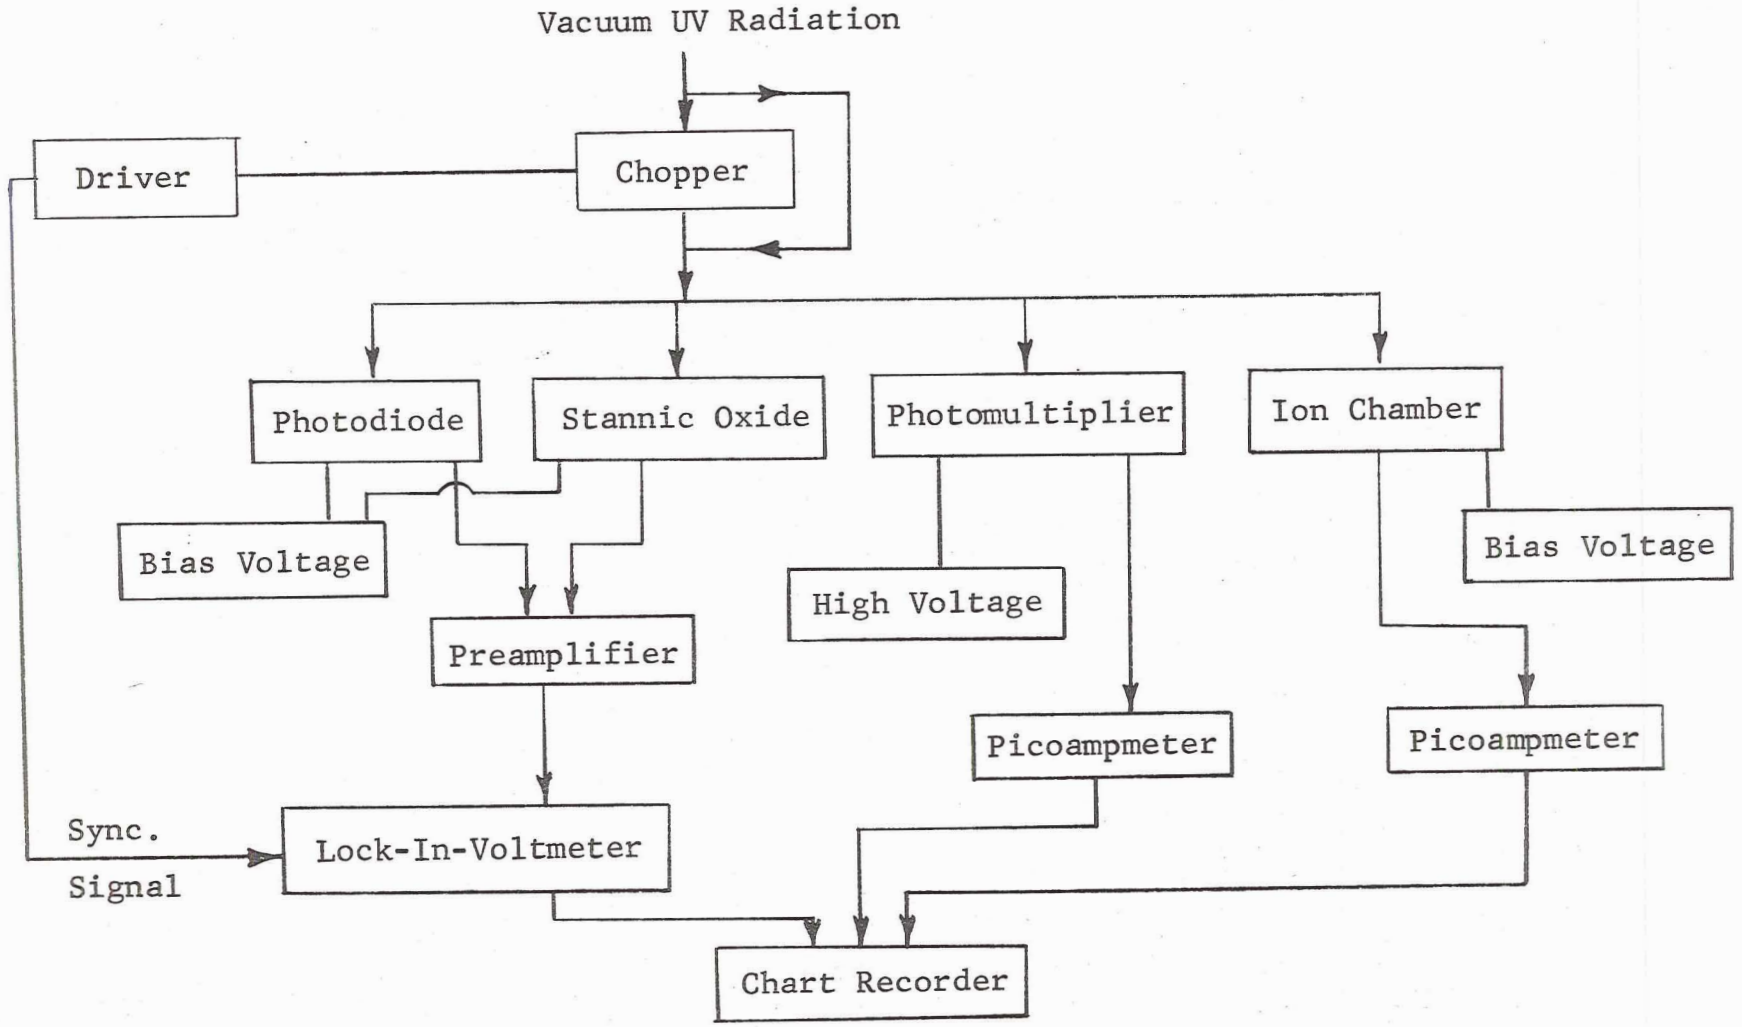 Vacuum UV Radiation
Driver
Chopper
Photodiode
Stannic Oxide
Photomultiplier
Ion Chamber
Bias Voltage
High Voltage
Bias Voltage
Preamplifier
Picoampmeter
Picoampmeter
Sync.
Signal
Lock-In-Voltmeter
Chart Recorder